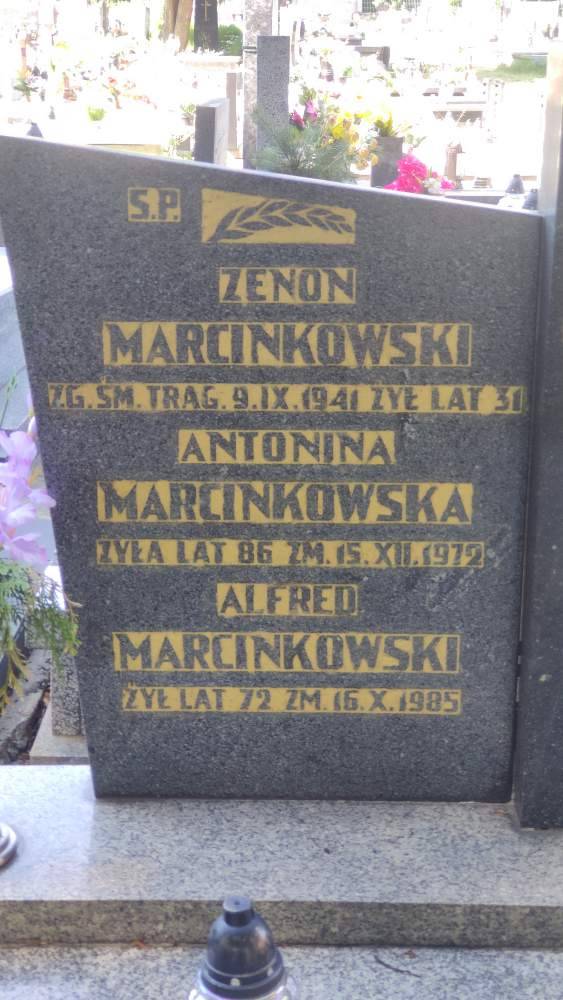 S.P.
ZENON
MARCINKOWSKI
ZG.ŚM.TRAG.9.IX.1941 ŻYŁ LAT 31
ANTONINA
MARCINKOWSKA
ŻYŁA LAT 86 ZM.15.XII.1972
ALFRED
MARCINKOWSKI
ŻYŁ LAT 72 ZM.16.X.1985